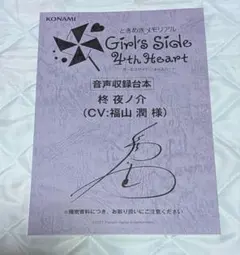 KONAMI
ときめきメモリアル
Girl's Side
4th Heart
音声収録台本
柊 夜ノ介
(CV:福山 潤 様)
※機密資料につき、お取り扱いにご注意ください